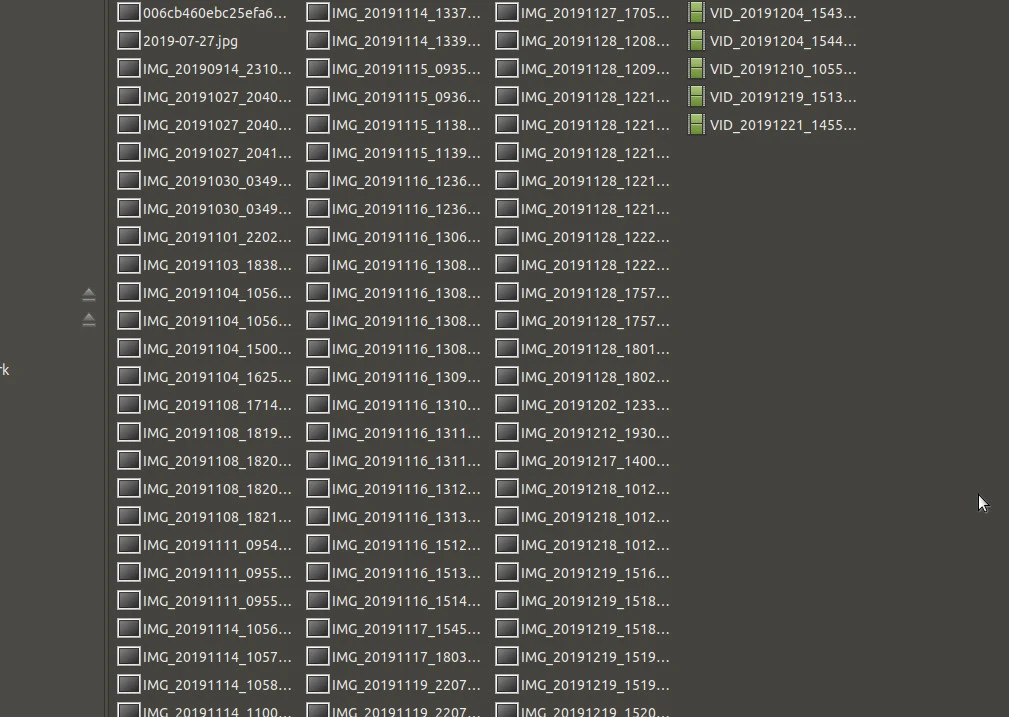 006cb460ebc25efa6...
2019-07-27.jpg
IMG_20190914_2310...
IMG_20191027_2040...
IMG_20191027_2040...
IMG_20191027_2041...
IMG_20191030_0349...
IMG_20191030_0349...
IMG_20191101_2202...
IMG_20191103_1838...
IMG_20191104_1056...
IMG_20191104_1056...
IMG_20191104_1500...
IMG_20191104_1625...
IMG_20191108_1714...
IMG_20191108_1819...
IMG_20191108_1820...
IMG_20191108_1820...
IMG_20191108_1821...
IMG_20191111_0954...
IMG_20191111_0955...
IMG_20191111_0955...
IMG_20191114_1056...
IMG_20191114_1057...
IMG_20191114_1058...
IMG_20191114_1100...
IMG_20191114_1337...
IMG_20191114_1339...
IMG_20191115_0935...
IMG_20191115_0936...
IMG_20191115_1138...
IMG_20191115_1139...
IMG_20191116_1236...
IMG_20191116_1236...
IMG_20191116_1306...
IMG_20191116_1308...
IMG_20191116_1308...
IMG_20191116_1308...
IMG_20191116_1308...
IMG_20191116_1309...
IMG_20191116_1310...
IMG_20191116_1311...
IMG_20191116_1311...
IMG_20191116_1312...
IMG_20191116_1313...
IMG_20191116_1512...
IMG_20191116_1513...
IMG_20191116_1514...
IMG_20191117_1545...
IMG_20191117_1803...
IMG_20191119_2207...
IMG_20191119_2207...
IMG_20191127_1705...
IMG_20191128_1208...
IMG_20191128_1209...
IMG_20191128_1221...
IMG_20191128_1221...
IMG_20191128_1221...
IMG_20191128_1221...
IMG_20191128_1221...
IMG_20191128_1222...
IMG_20191128_1222...
IMG_20191128_1757...
IMG_20191128_1757...
IMG_20191128_1801...
IMG_20191128_1802...
IMG_20191202_1233...
IMG_20191212_1930...
IMG_20191217_1400...
IMG_20191218_1012...
IMG_20191218_1012...
IMG_20191218_1012...
IMG_20191219_1516...
IMG_20191219_1518...
IMG_20191219_1518...
IMG_20191219_1519...
IMG_20191219_1519...
IMG_20191219_1520...
VID_20191204_1543...
VID_20191204_1544...
VID_20191210_1055...
VID_20191219_1513...
VID_20191221_1455...